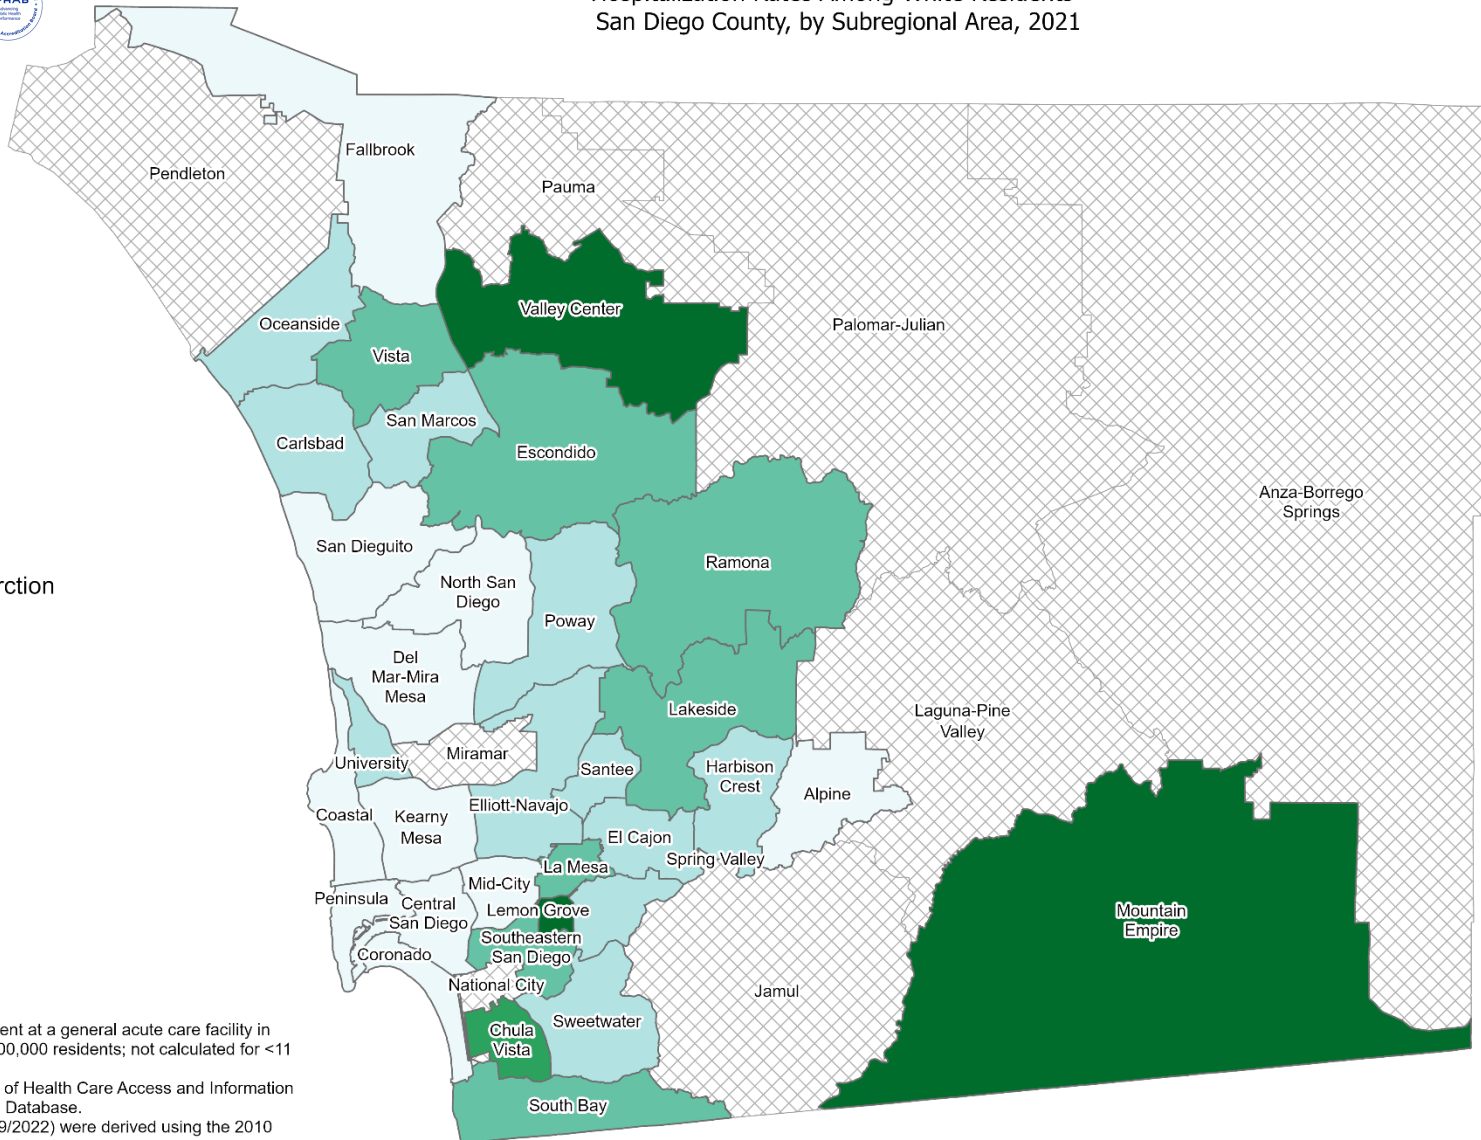 San Diego County, by Subregional Area, 2021
Fallbrook
Pendleton
Pauma
Valley Center
Oceanside
Palomar-Julian
Vista
San Marcos
Carlsbad
Escondido
Anza-Borrego
Springs
San Dieguito
Ramona
North San
Diego
rction
Poway
Del
Mar-Mira
Mesa
Lakeside
Laguna-Pine
Valley
Miramar
University
Santee
Harbison
Crest
Alpine
Elliott-Navajo
Coastal
Kearny
Mesa
El Cajon
Spring Valley
La Mesa
Mid-City
Peninsula
Central
San Diego
Lemon Grove
Mountain
Empire
Southeastern
San Diego
Coronado
National City
Jamul
Sweetwater
Chula
Vista
ent at a general acute care facility in
00,000 residents; not calculated for <11
of Health Care Access and Information
Database.
9/2022) were derived using the 2010
South Bay